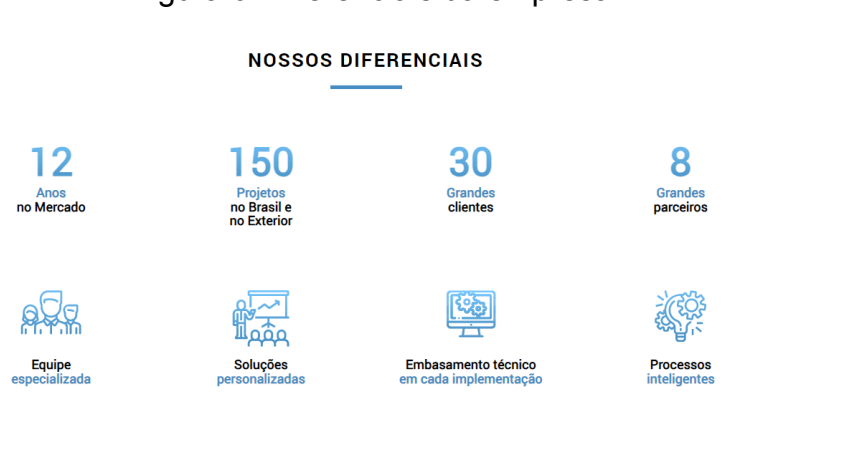 NOSSOS DIFERENCIAIS
12
Anos
no Mercado
150
Projetos
no Brasil e
no Exterior
30
Grandes
clientes
8
Grandes
parceiros
Equipe
especializada
Soluções
personalizadas
Embasamento técnico
em cada implementação
Processos
inteligentes